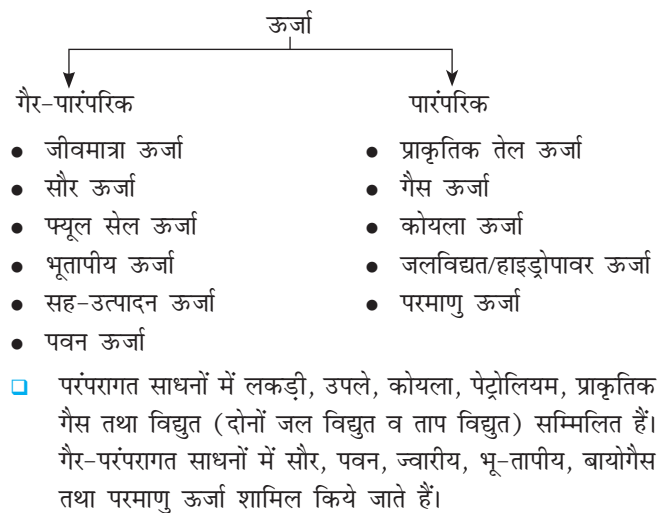 ऊर्जा
गैर-पारंपरिक
पारंपरिक
● जीवमात्रा ऊर्जा
● सौर ऊर्जा
● फ्यूल सेल ऊर्जा
● भूतापीय ऊर्जा
● सह-उत्पादन ऊर्जा
● पवन ऊर्जा
● प्राकृतिक तेल ऊर्जा
● गैस ऊर्जा
● कोयला ऊर्जा
● जलविद्यत/हाइड्रोपावर ऊर्जा
● परमाणु ऊर्जा
❑ परंपरागत साधनों में लकड़ी, उपले, कोयला, पेट्रोलियम, प्राकृतिक
गैस तथा विद्युत (दोनों जल विद्युत व ताप विद्युत) सम्मिलित हैं।
गैर-परंपरागत साधनों में सौर, पवन, ज्वारीय, भू-तापीय, बायोगैस
तथा परमाणु ऊर्जा शामिल किये जाते हैं।